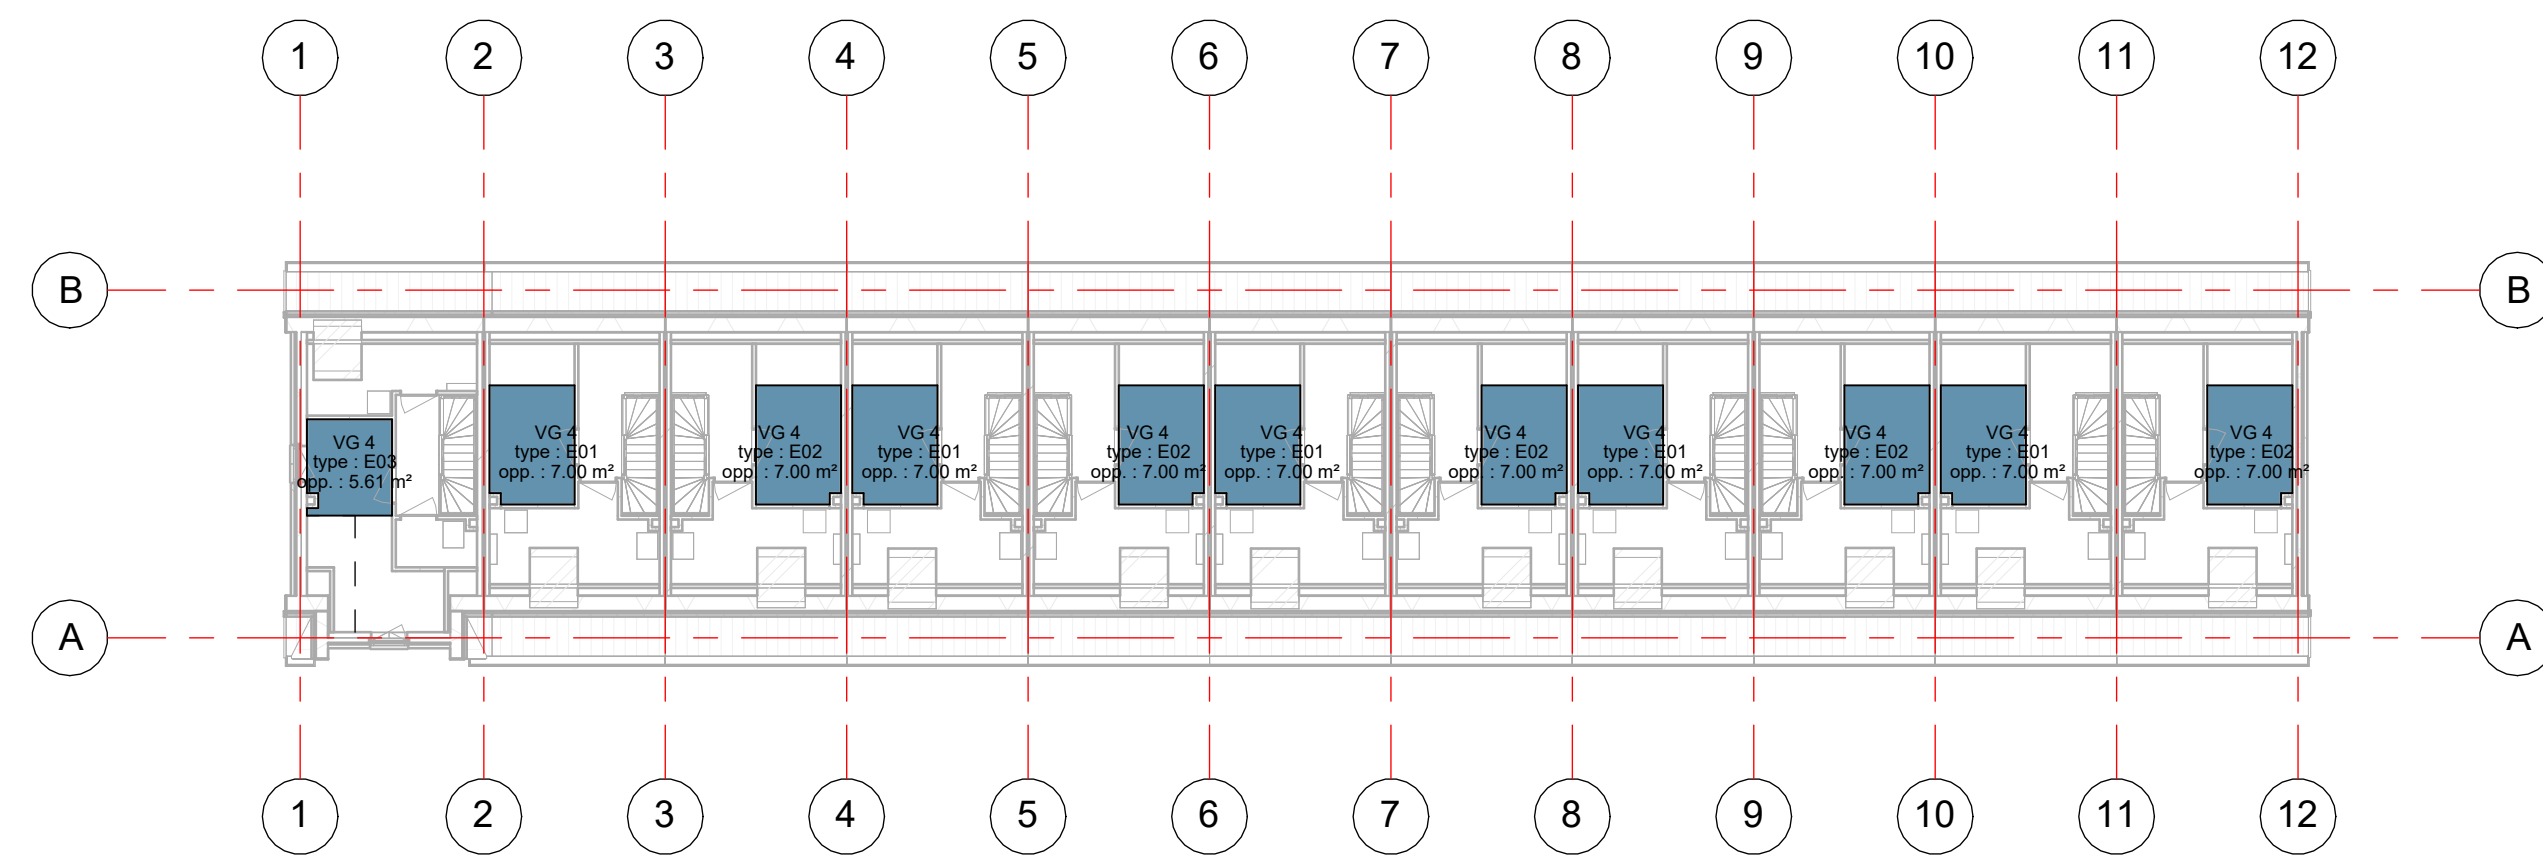 1 2 3 4 5 6 7 8 9 10 11 12
B B
VG 4
type : E03
opp. : 5.61 m²
VG 4
type : E01
opp. : 7.00 m²
VG 4
type : E02
opp. : 7.00 m²
VG 4
type : E01
opp. : 7.00 m²
VG 4
type : E02
opp. : 7.00 m²
VG 4
type : E01
opp. : 7.00 m²
VG 4
type : E02
opp. : 7.00 m²
VG 4
type : E01
opp. : 7.00 m²
VG 4
type : E02
opp. : 7.00 m²
VG 4
type : E01
opp. : 7.00 m²
VG 4
type : E02
opp. : 7.00 m²
A A
1 2 3 4 5 6 7 8 9 10 11 12